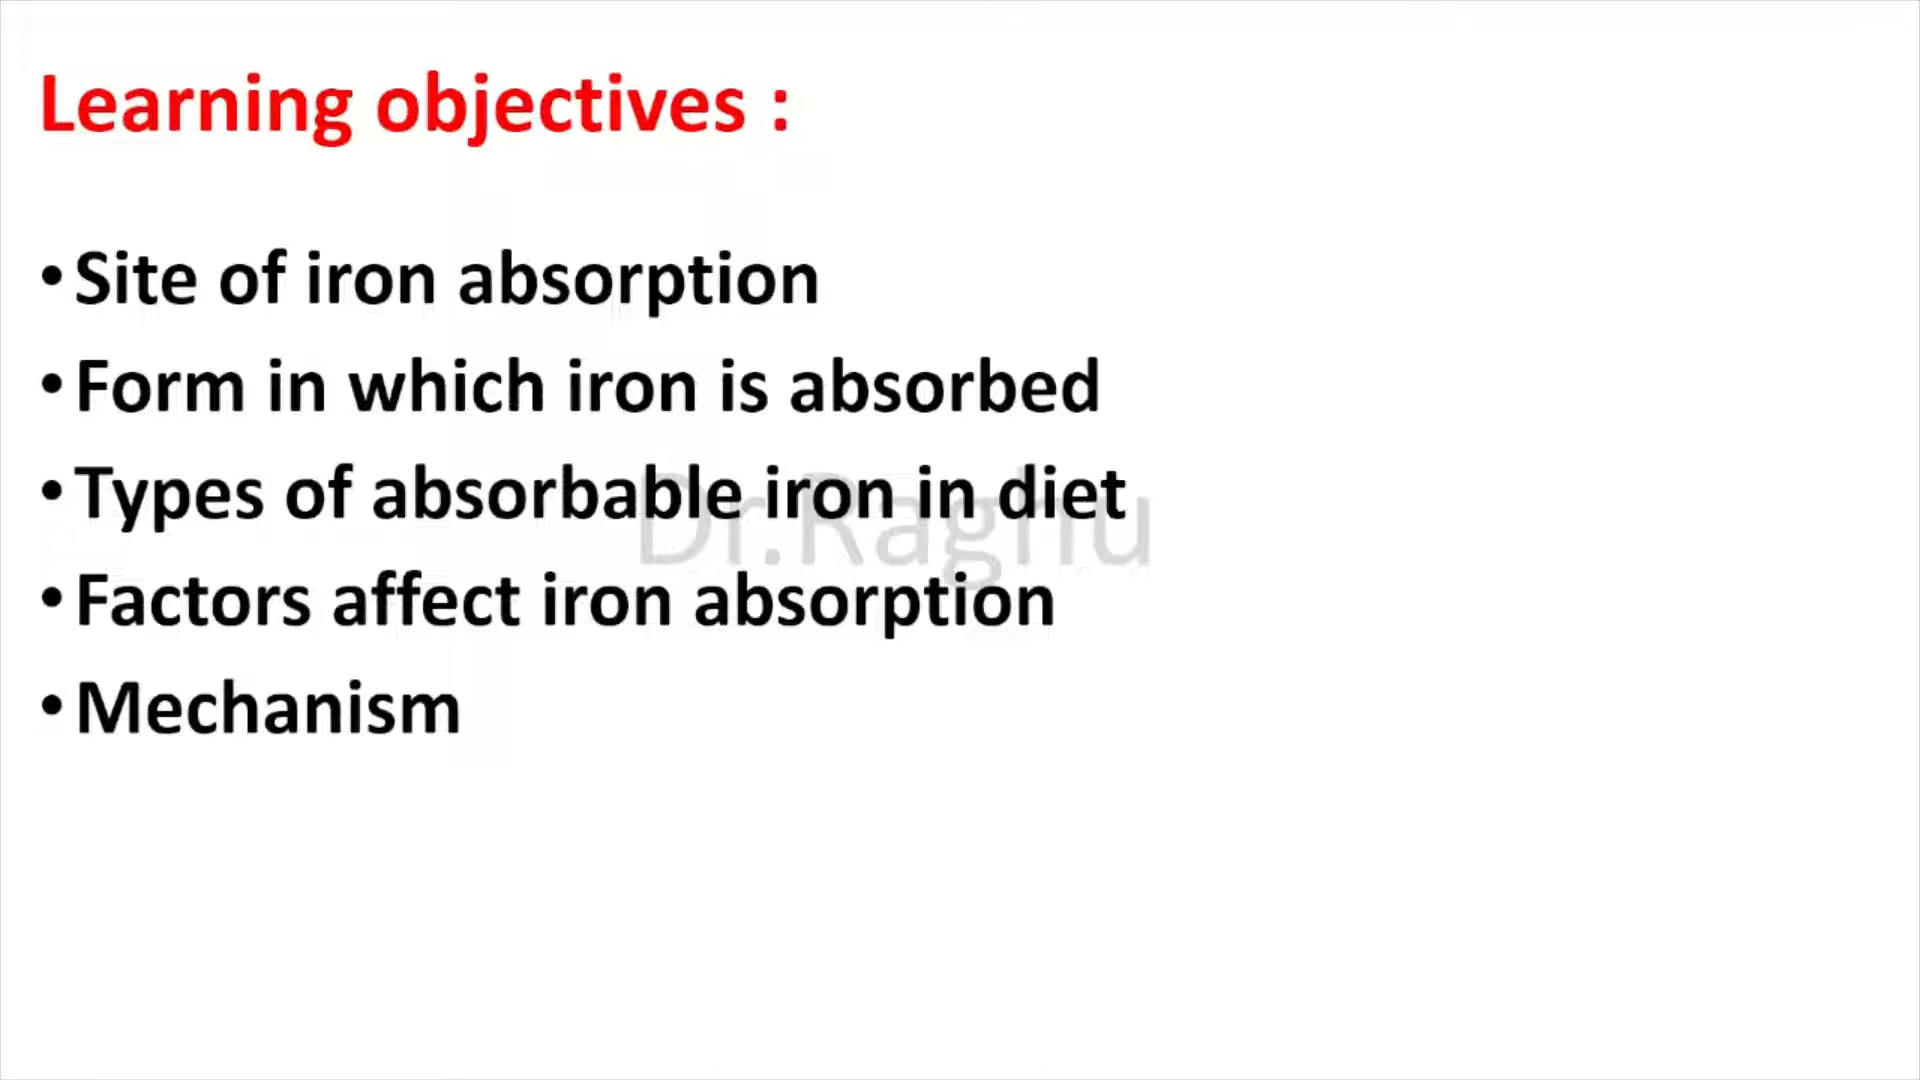 Learning objectives :
•Site of iron absorption
•Form in which iron is absorbed
•Types of absorbable iron in diet
Dr.Raghu
•Factors affect iron absorption
•Mechanism